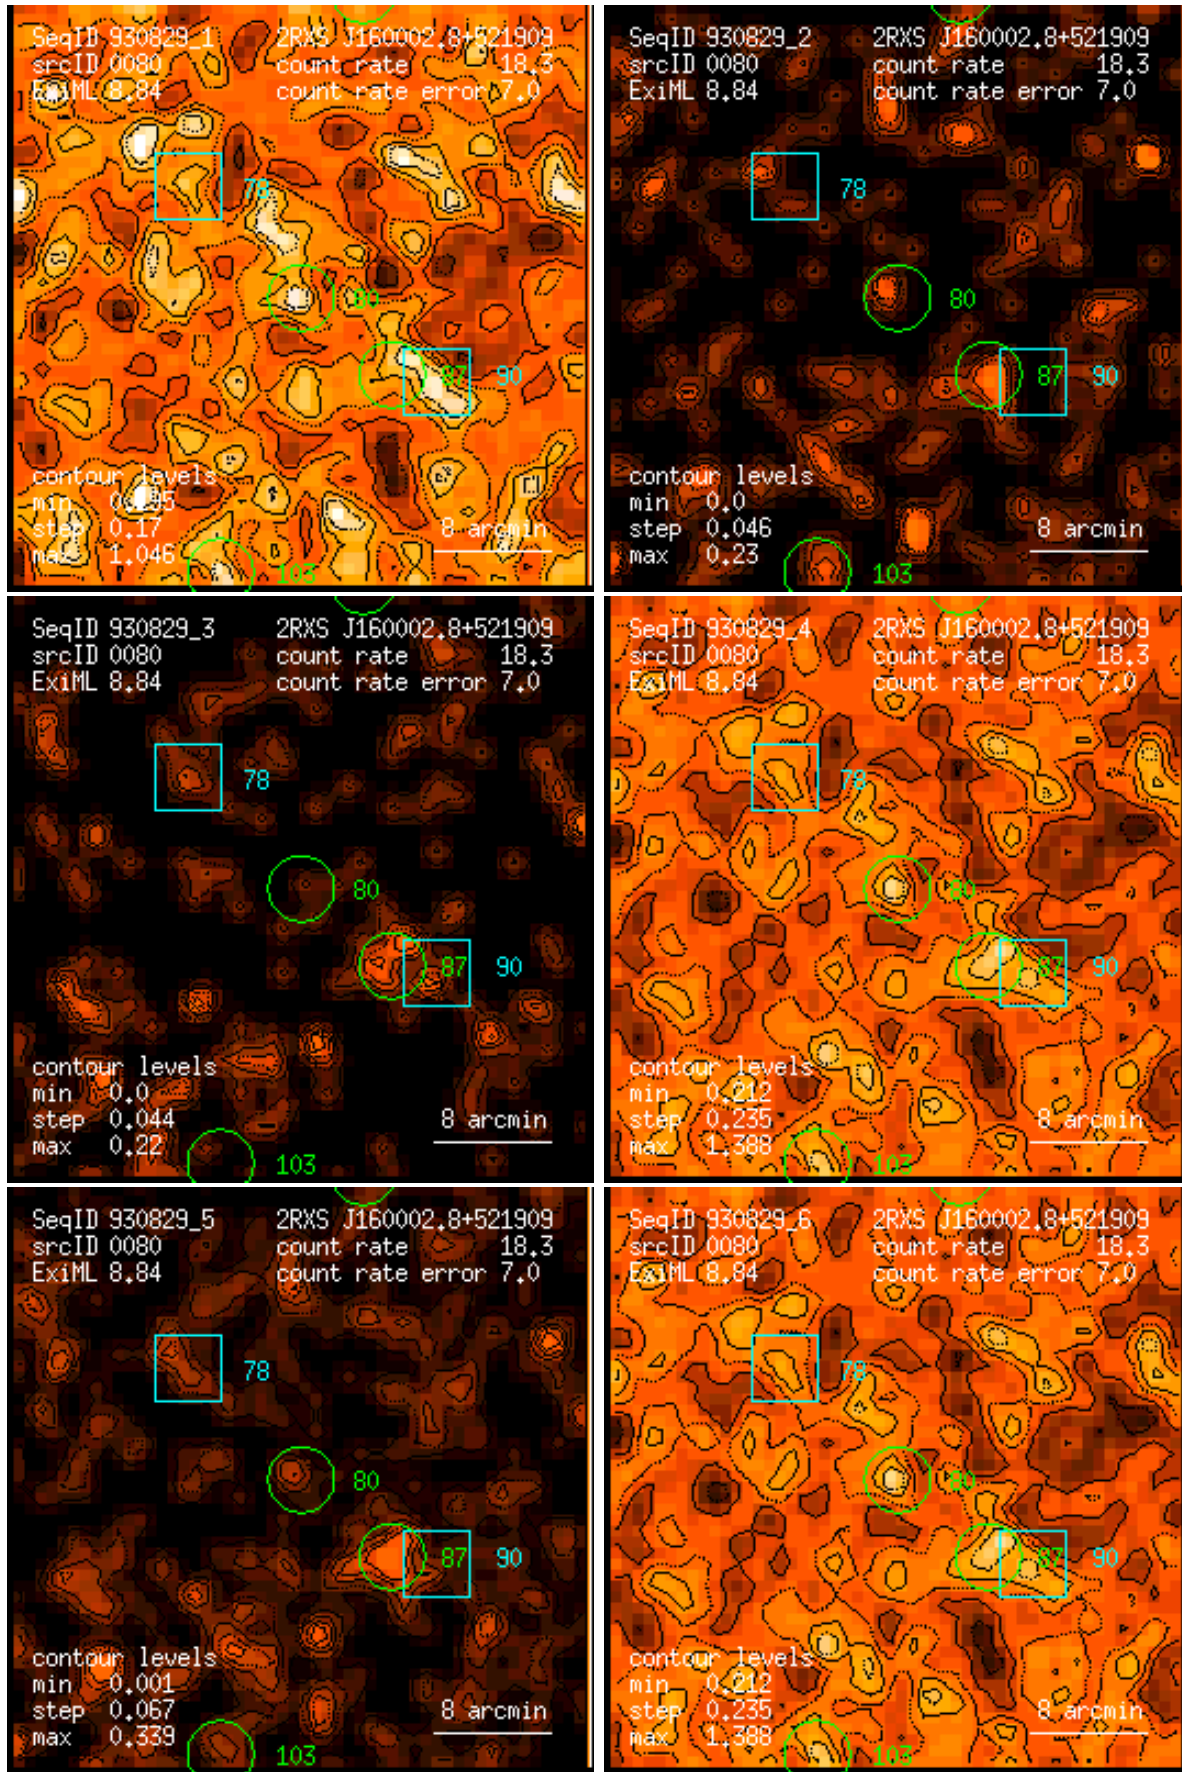 SeqID 930829_1 2RXS J160002.8+521909
srcID 0080 count rate 18.3
ExiML 8.84 count rate error 7.0
78
80
87 90
contour levels
min
step 0.17 8 arcmin
max 1.046
103
SeqID 930829_2 2RXS J160002.8+521909
srcID 0080 count rate 18.3
ExiML 8.84 count rate error 7.0
78
80
87 90
contour levels
min 0.0
step 0.046 8 arcmin
max 0.23
103
SeqID 930829_3 2RXS J160002.8+521909
srcID 0080 count rate 18.3
ExiML 8.84 count rate error 7.0
78
80
87 90
contour levels
min 0.0
step 0.044 8 arcmin
max 0.22
103
SeqID 930829_4 2RXS J160002.8+521909
srcID 0080 count rate 18.3
ExiML 8.84 count rate error 7.0
78
80
87 90
contour levels
min 0.212
step 0.235 8 arcmin
max 1.388
103
SeqID 930829_5 2RXS J160002.8+521909
srcID 0080 count rate 18.3
ExiML 8.84 count rate error 7.0
78
80
87 90
contour levels
min 0.001
step 0.067 8 arcmin
max 0.339
103
SeqID 930829_6 2RXS J160002.8+521909
srcID 0080 count rate 18.3
ExiML 8.84 count rate error 7.0
78
80
87 90
contour levels
min 0.212
step 0.235 8 arcmin
max 1.388
103